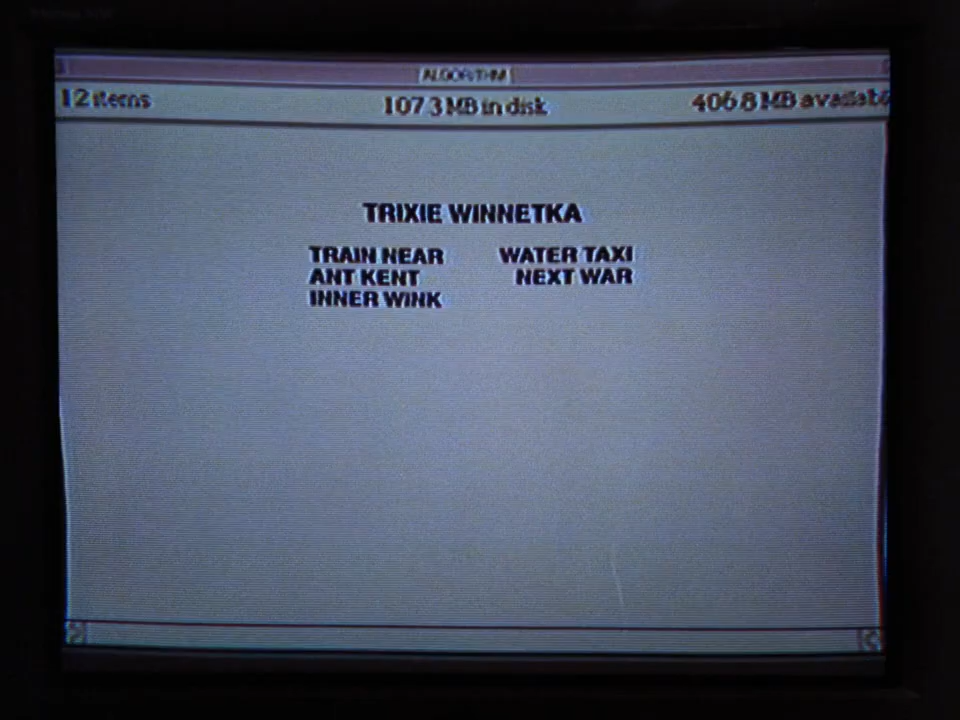 ALGORITHM
12 items 107.3 MB in disk 406.8 MB availab
TRIXIE WINNETKA
TRAIN NEAR WATER TAXI
ANT KENT NEXT WAR
INNER WINK